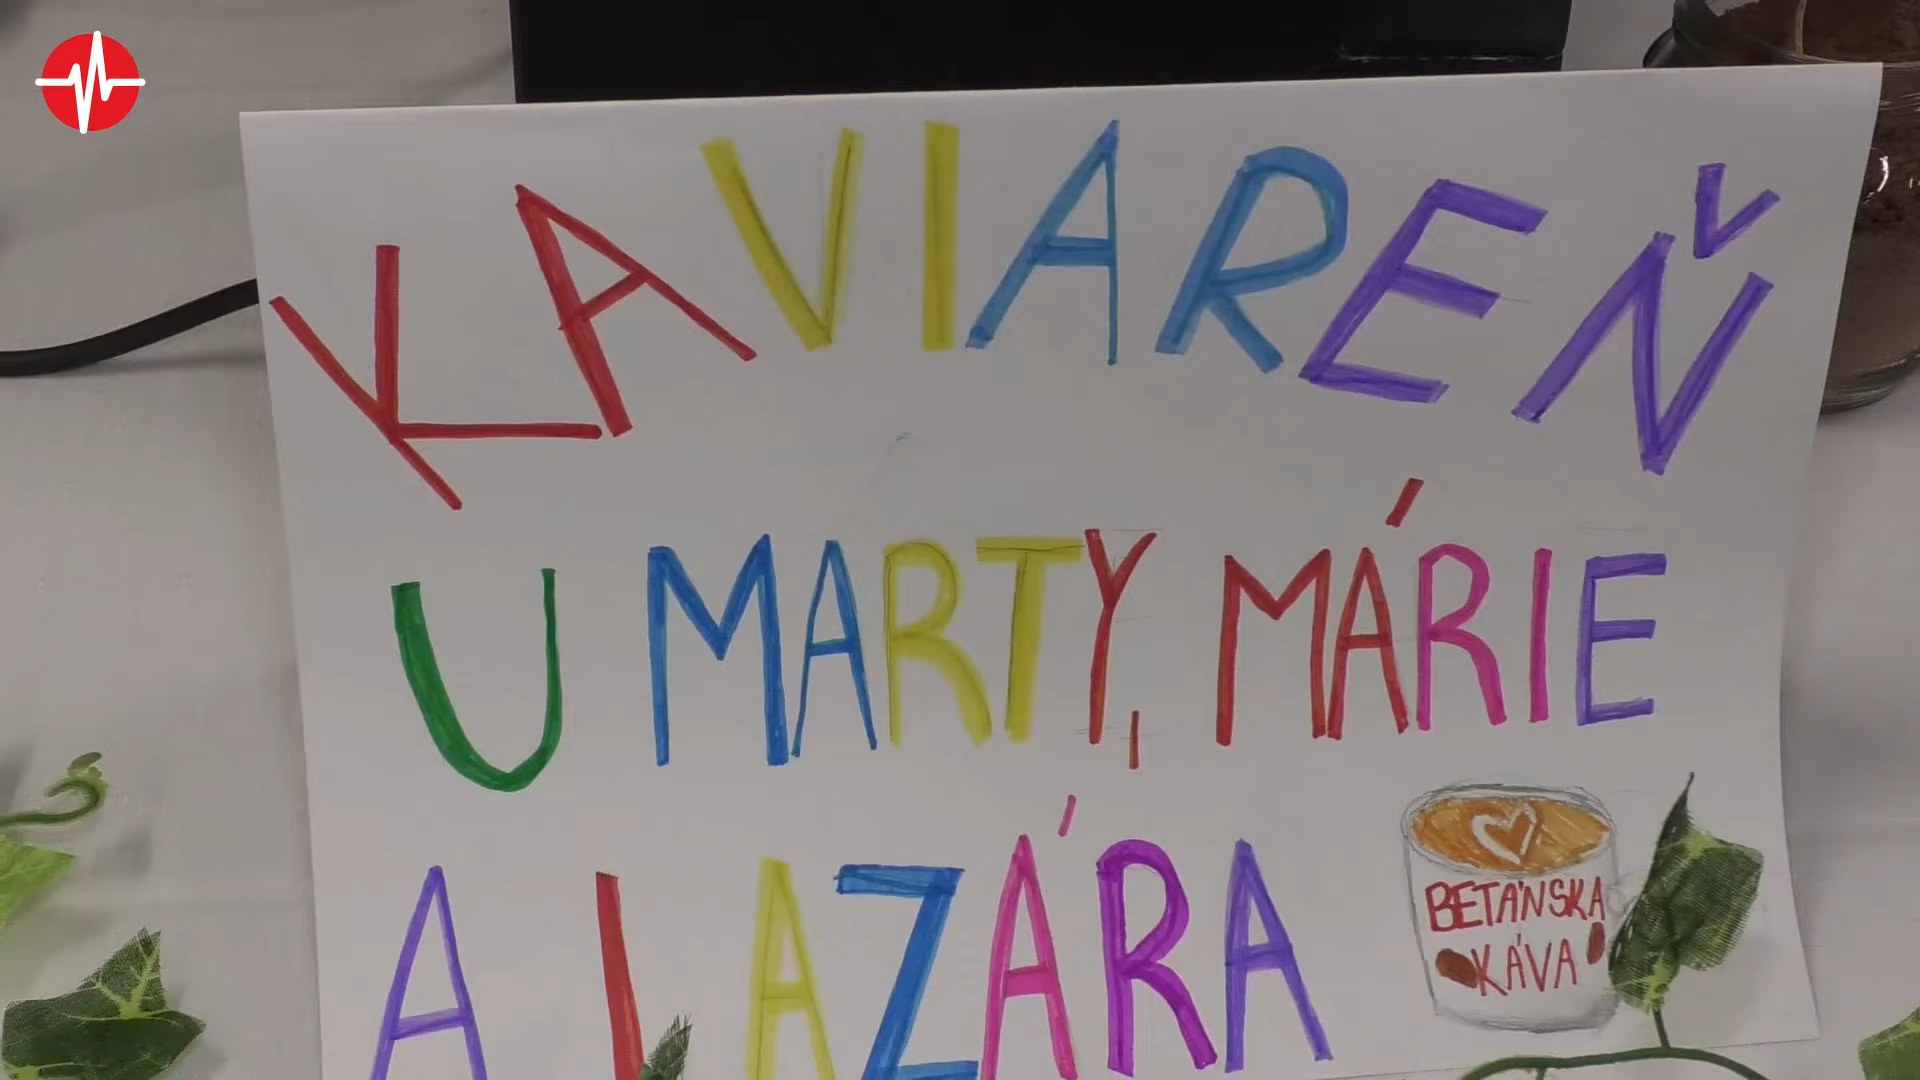 KAVIAREŇ
U MARTY, MÁRIE
A LAZÁRA
BETÁNSKA
KÁVA